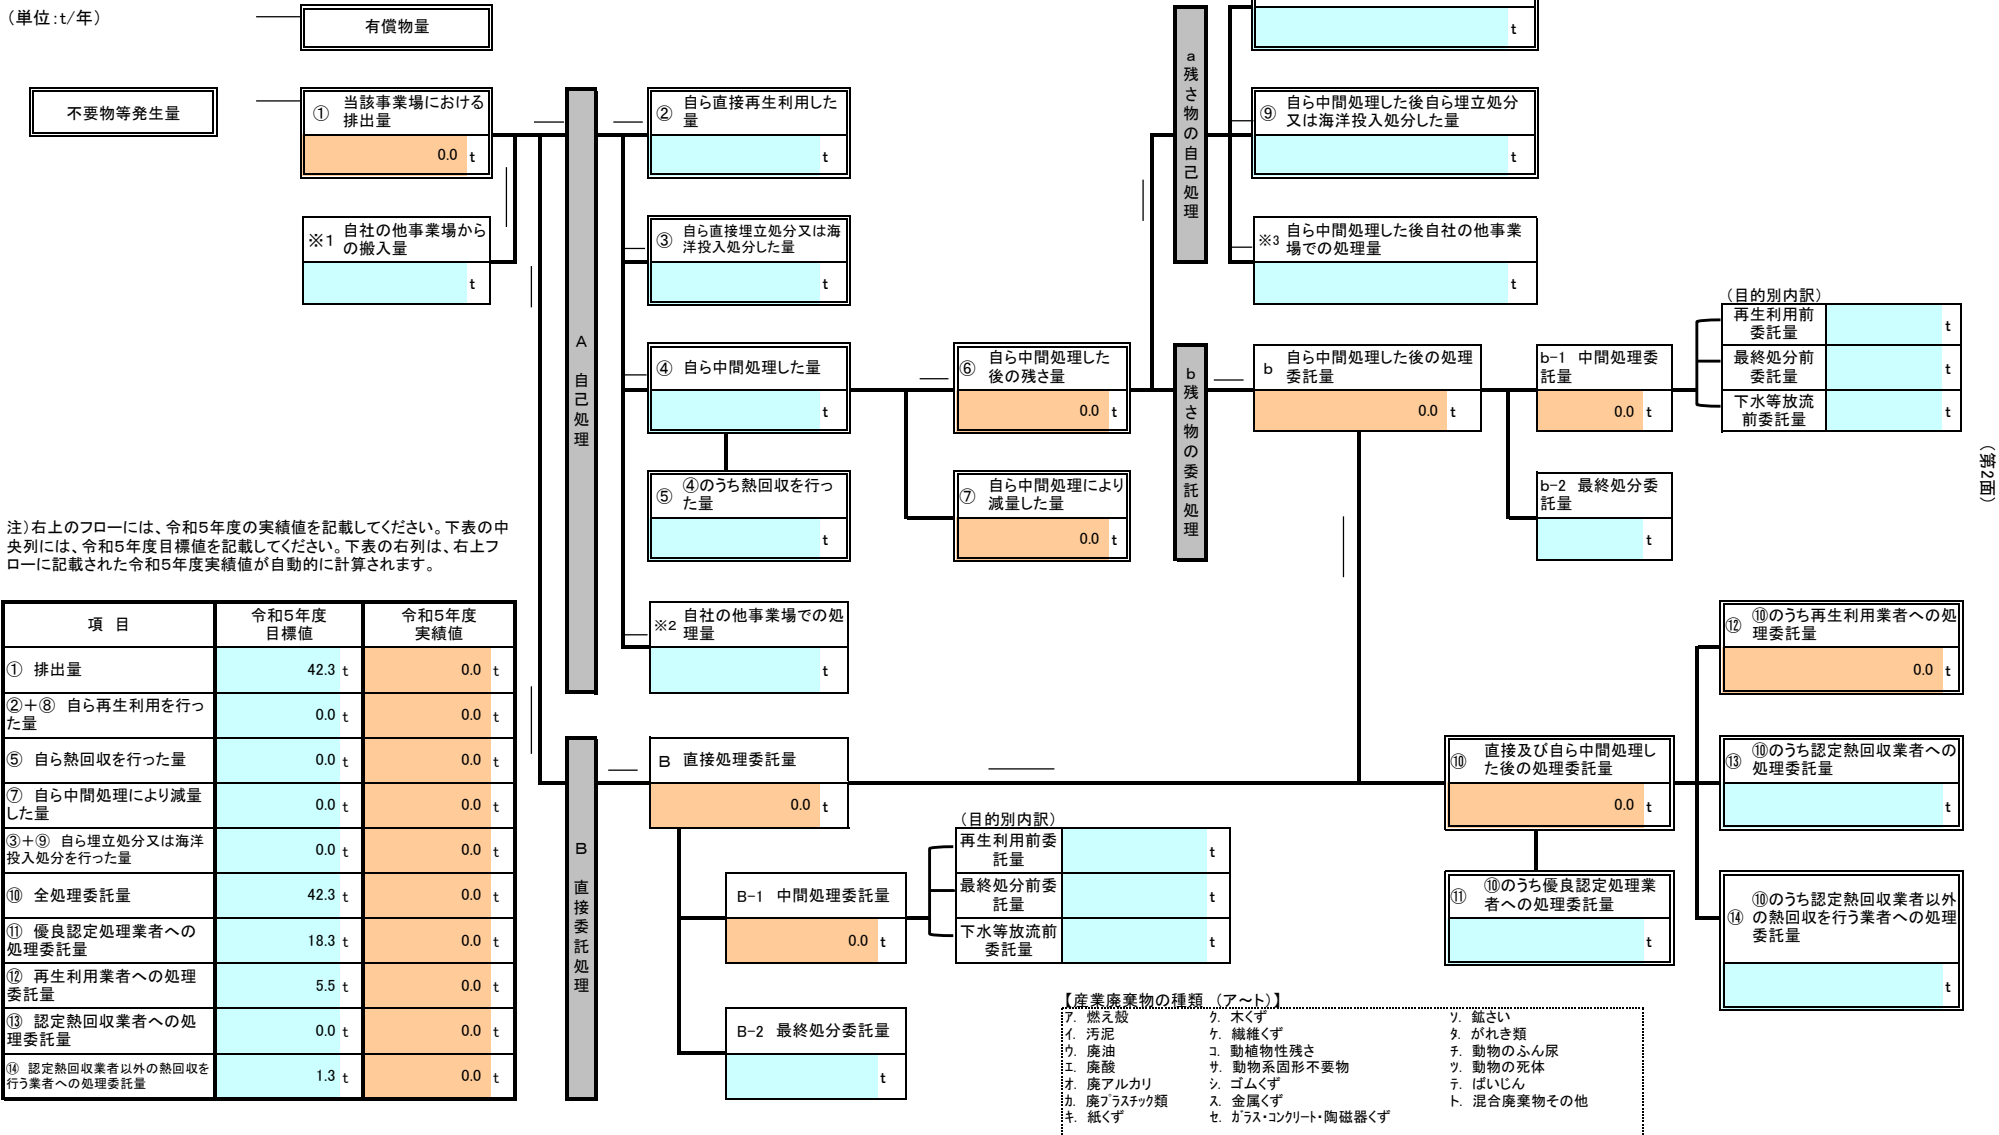 （単位：t/年）
有償物量
不要物等発生量
① 当該事業場における
排出量
0.0 t
※1 自社の他事業場から
の搬入量
t
A 自己処理
② 自ら直接再生利用した
量
t
③ 自ら直接埋立処分又は海
洋投入処分した量
t
④ 自ら中間処理した量
t
⑤ ④のうち熱回収を行っ
た量
t
※2 自社の他事業場での処
理量
t
⑥ 自ら中間処理した
後の残さ量
0.0 t
⑦ 自ら中間処理により
減量した量
0.0 t
a 残さ物の自己処理
t
⑨ 自ら中間処理した後自ら埋立処分
又は海洋投入処分した量
t
※3 自ら中間処理した後自社の他事業
場での処理量
t
b 残さ物の委託処理
b 自ら中間処理した後の処理
委託量
0.0 t
b-1 中間処理委
託量
0.0 t
b-2 最終処分委
託量
t
（目的別内訳）
再生利用前
委託量 t
最終処分前
委託量 t
下水等放流
前委託量 t
（第2面）
注）右上のフローには、令和5年度の実績値を記載してください。下表の中
央列には、令和5年度目標値を記載してください。下表の右列は、右上フ
ローに記載された令和5年度実績値が自動的に計算されます。
項 目 令和5年度 目標値 令和5年度 実績値
① 排出量 42.3 t 0.0 t
②＋⑧ 自ら再生利用を行っ
た量 0.0 t 0.0 t
⑤ 自ら熱回収を行った量 0.0 t 0.0 t
⑦ 自ら中間処理により減量
した量 0.0 t 0.0 t
③＋⑨ 自ら埋立処分又は海洋
投入処分を行った量 0.0 t 0.0 t
⑩ 全処理委託量 42.3 t 0.0 t
⑪ 優良認定処理業者への
処理委託量 18.3 t 0.0 t
⑫ 再生利用業者への処理
委託量 5.5 t 0.0 t
⑬ 認定熱回収業者への処
理委託量 0.0 t 0.0 t
⑭ 認定熱回収業者以外の熱回収を
行う業者への処理委託量 1.3 t 0.0 t
B 直接委託処理
B 直接処理委託量
0.0 t
B-1 中間処理委託量
0.0 t
B-2 最終処分委託量
t
（目的別内訳）
再生利用前委
託量 t
最終処分前委
託量 t
下水等放流前
委託量 t
⑩ 直接及び自ら中間処理し
た後の処理委託量
0.0 t
⑪ ⑩のうち優良認定処理業
者への処理委託量
t
⑫ ⑩のうち再生利用業者への処
理委託量
0.0 t
⑬ ⑩のうち認定熱回収業者への
処理委託量
t
⑭ ⑩のうち認定熱回収業者以外
の熱回収を行う業者への処理
委託量
t
【産業廃棄物の種類 （ア～ト）】
ア．燃え殻 ク．木くず ソ．鉱さい
イ．汚泥 ケ．繊維くず タ．がれき類
ウ．廃油 コ．動植物性残さ チ．動物のふん尿
エ．廃酸 サ．動物系固形不要物 ツ．動物の死体
オ．廃アルカリ シ．ゴムくず テ．ばいじん
カ．廃プラスチック類 ス．金属くず ト．混合廃棄物その他
キ．紙くず セ．ガラス・コンクリート・陶磁器くず